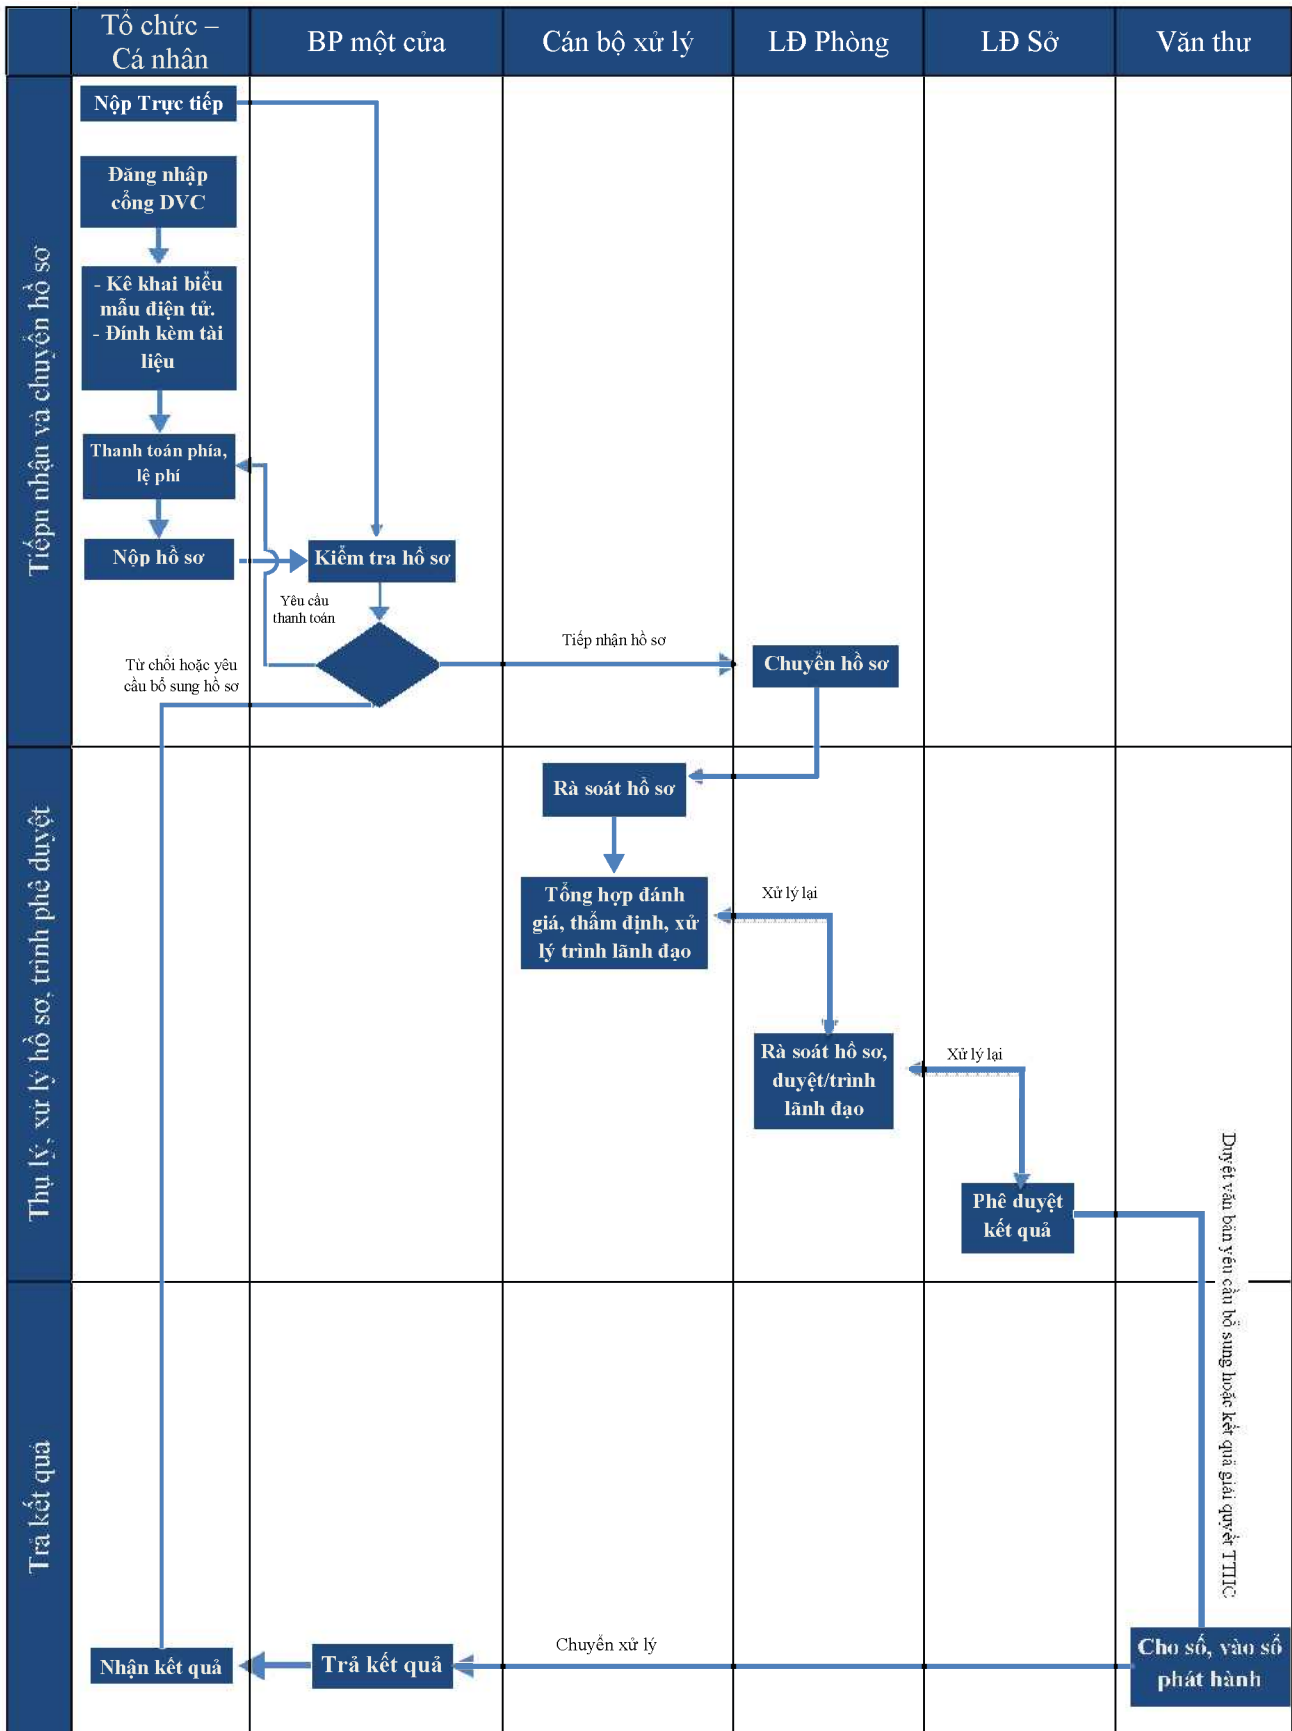 Tổ chức –
Cá nhân
BP một cửa
Cán bộ xử lý
LĐ Phòng
LĐ Sở
Văn thư
Tiếpn nhận và chuyển hồ sơ
Nộp Trực tiếp
Đăng nhập
cổng DVC
- Kê khai biểu
mẫu điện tử.
- Đính kèm tài
liệu
Thanh toán phía,
lệ phí
Nộp hồ sơ
Kiểm tra hồ sơ
Yêu cầu
thanh toán
Từ chối hoặc yêu
cầu bổ sung hồ sơ
Tiếp nhận hồ sơ
Chuyển hồ sơ
Thụ lý, xử lý hồ sơ, trình phê duyệt
Rà soát hồ sơ
Tổng hợp đánh
giá, thẩm định, xử
lý trình lãnh đạo
Xử lý lại
Rà soát hồ sơ,
duyệt/trình
lãnh đạo
Xử lý lại
Phê duyệt
kết quả
Duyệt văn bản yêu cầu bổ sung hoặc kết quả giải quyết TTHC
Trả kết quả
Nhận kết quả
Trả kết quả
Chuyển xử lý
Cho số, vào sổ
phát hành